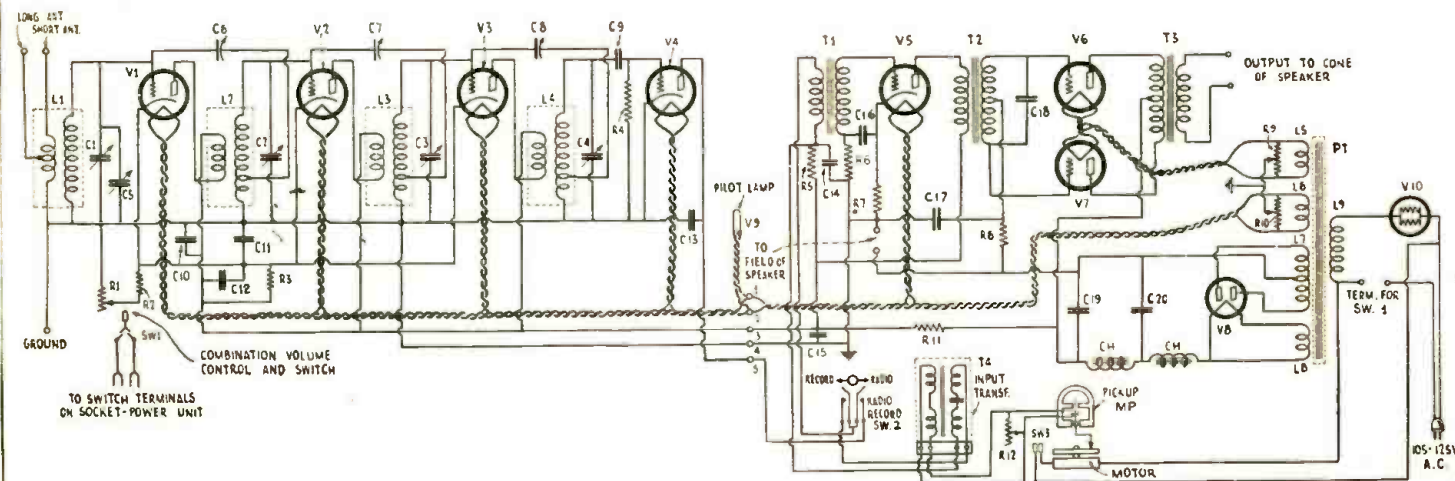 LONG ANT.
SHORT ANT.
C6
V2
C7
V3
C8
C9
V4
V1
L1
L2
L3
L4
C1
C2
C3
C4
C5
R4
C10
C11
C12
C13
R1
R2
R3
SW1
GROUND
COMBINATION VOLUME
CONTROL AND SWITCH
TO SWITCH TERMINALS
ON SOCKET-POWER UNIT
PILOT LAMP
V9
1
2
3
4
5
T1
V5
T2
V6
T3
OUTPUT TO CONE
OF SPEAKER
C16
C18
R5
C14
R6
R7
C17
R8
V7
TO
FIELD OF
SPEAKER
R9
L5
PT
L6
R10
L7
L9
V10
C19
C20
V8
L8
TERM. FOR
SW. 1
C15
R11
CH
CH
RECORD
RADIO
RADIO
RECORD
SW. 2
T4
INPUT
TRANSF.
PICKUP
MP
R12
SW3
MOTOR
105-125V
A.C.